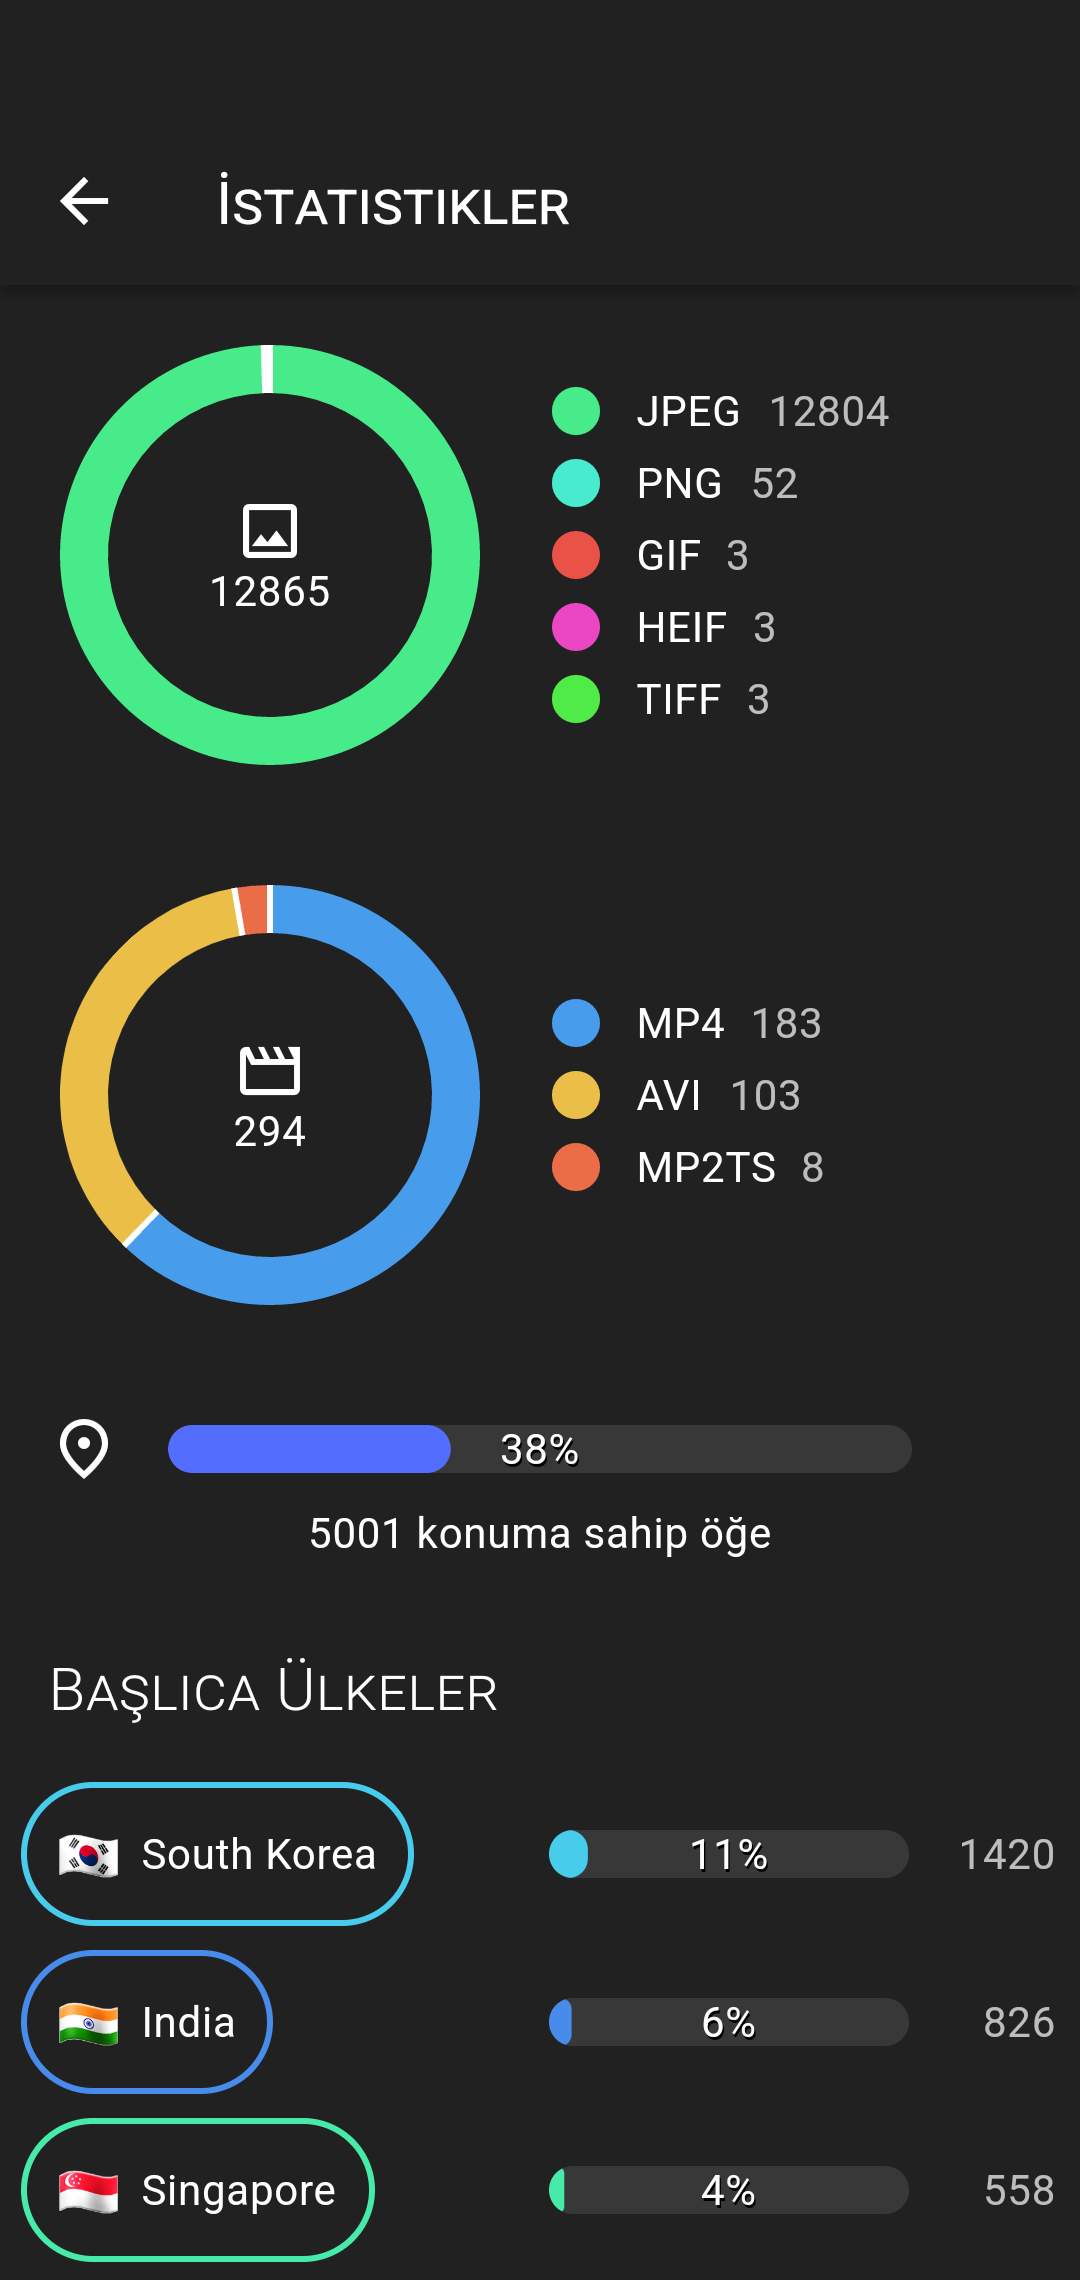 İSTATISTIKLER
JPEG 12804
PNG 52
GIF 3
HEIF 3
TIFF 3
12865
MP4 183
AVI 103
MP2TS 8
294
38%
5001 konuma sahip öğe
BAŞLICA ÜLKELER
South Korea 11% 1420
India 6% 826
Singapore 4% 558